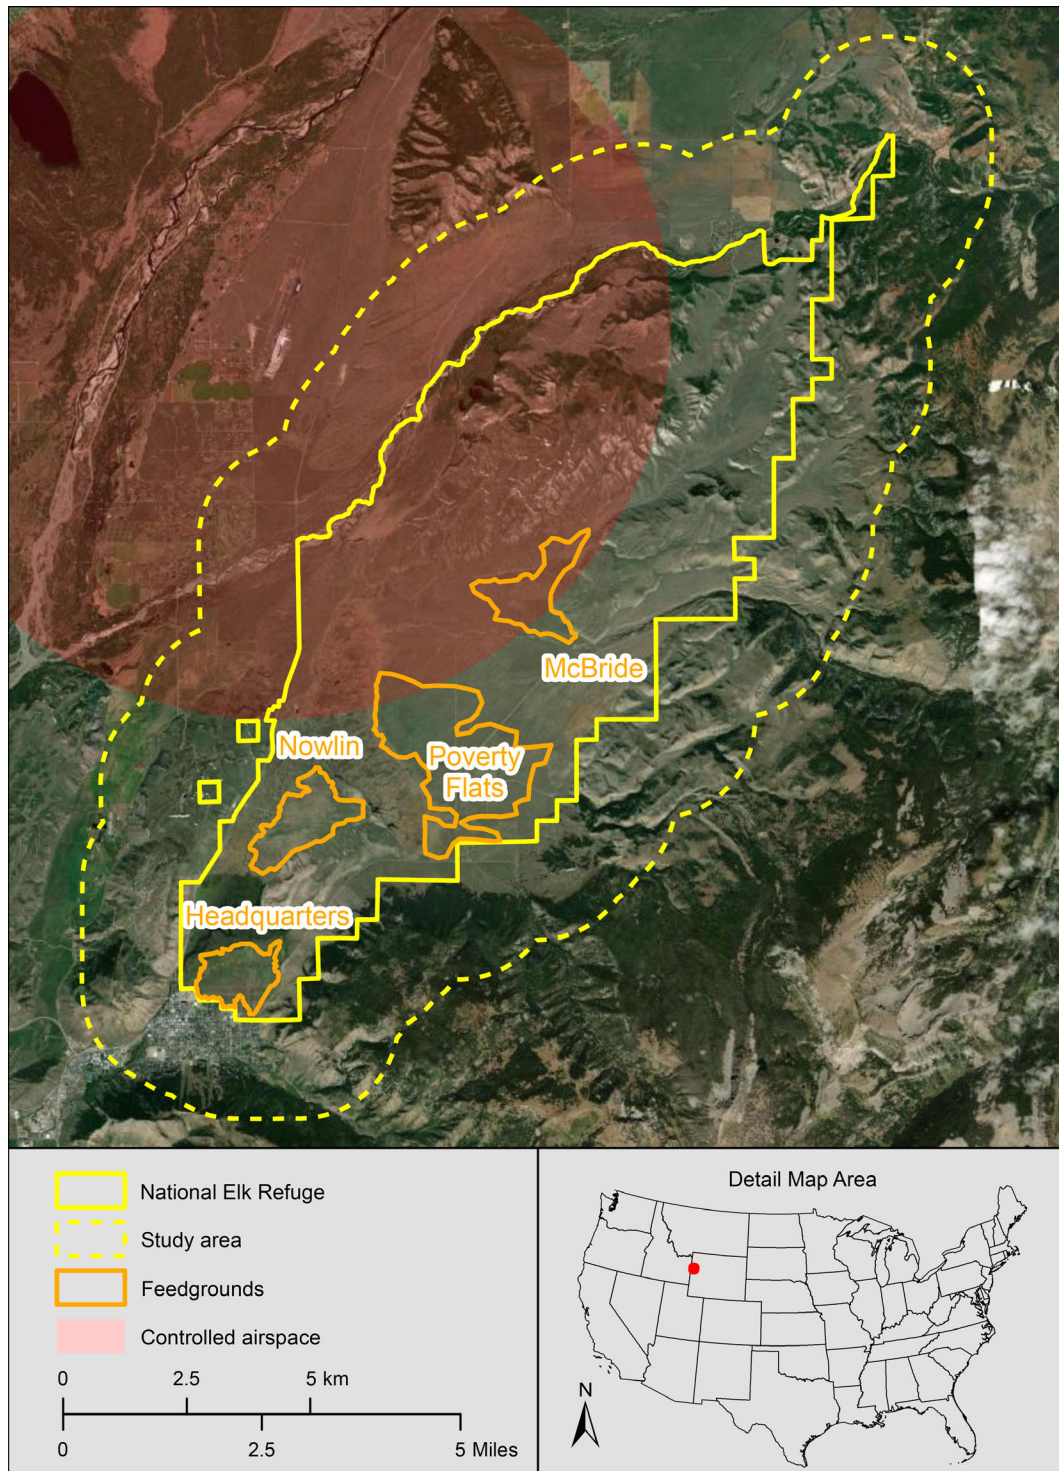 McBride
Nowlin
Poverty
Flats
Headquarters
National Elk Refuge
Study area
Feedgrounds
Controlled airspace
0 2.5 5 km
0 2.5 5 Miles
Detail Map Area
N